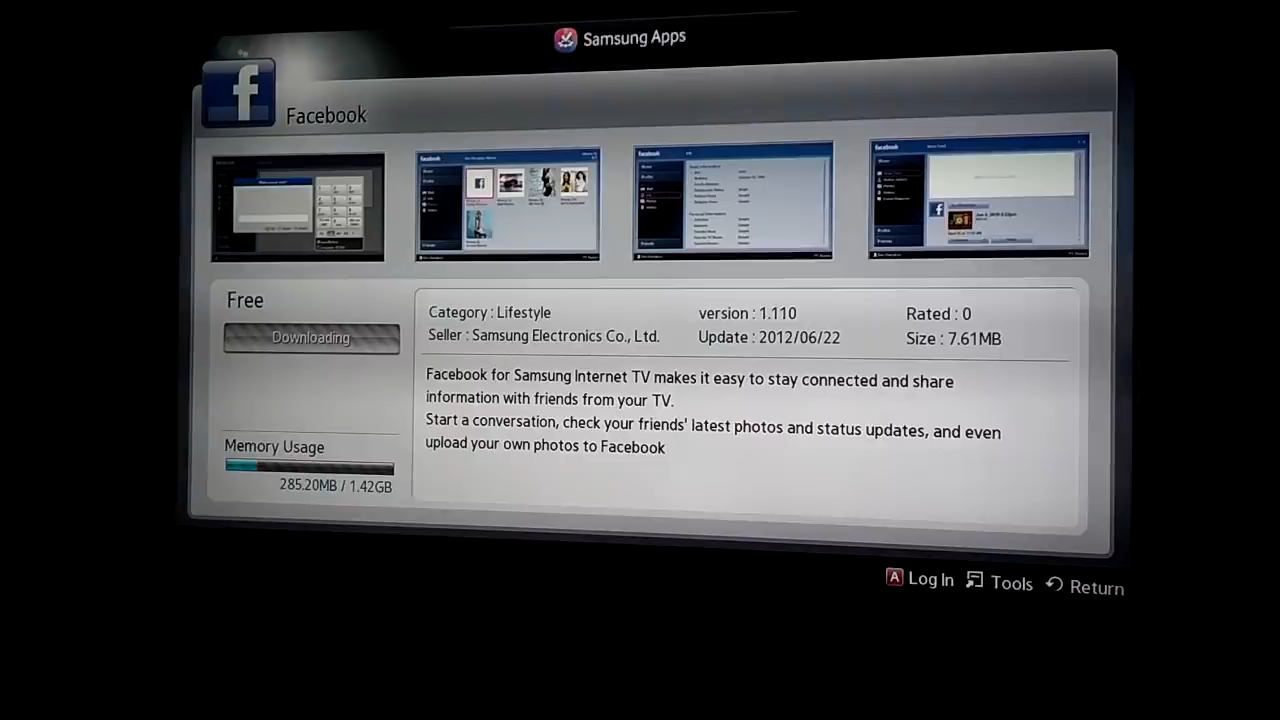 Samsung Apps
f
Facebook
facebook
facebook
facebook
Free
Downloading
Memory Usage
285.20MB / 1.42GB
Category : Lifestyle
version : 1.110
Rated : 0
Seller : Samsung Electronics Co., Ltd.
Update : 2012/06/22
Size : 7.61MB
Facebook for Samsung Internet TV makes it easy to stay connected and share
information with friends from your TV.
Start a conversation, check your friends' latest photos and status updates, and even
upload your own photos to Facebook
A Log In
Tools
Return